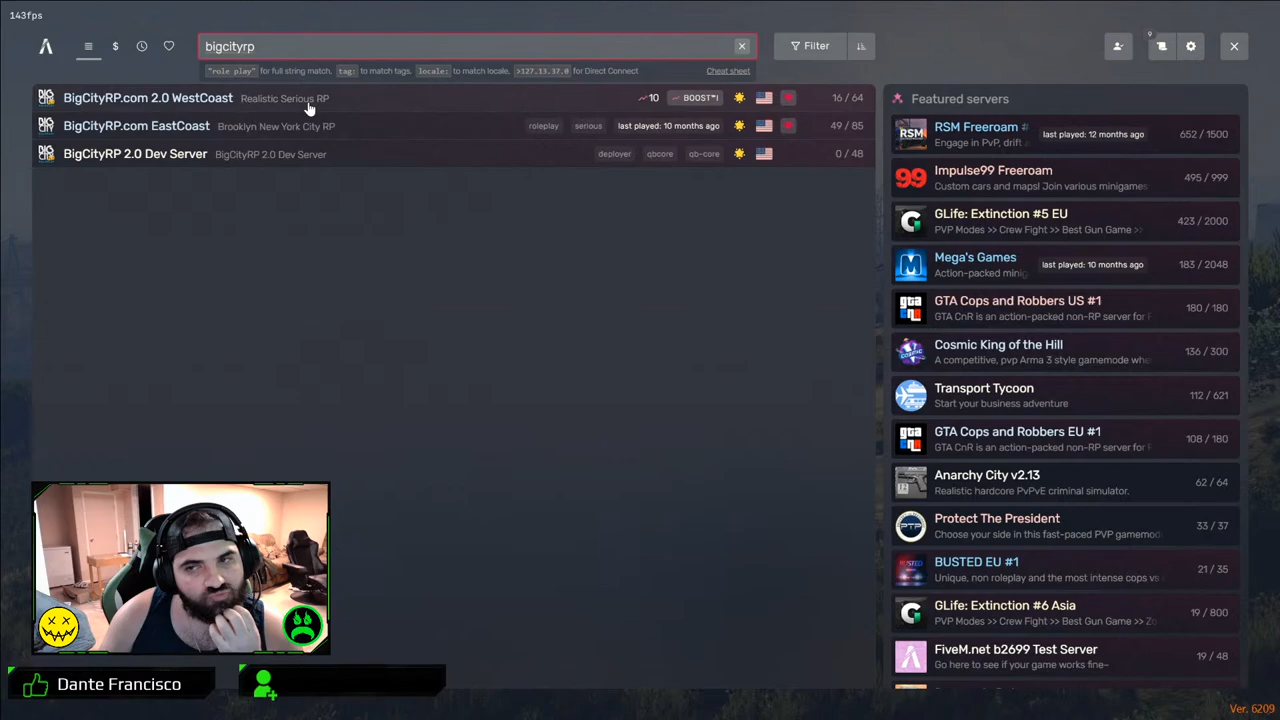 143fps
$
bigcityrp
Filter
9
"role play" for full string match, tag: to match tags, locale: to match locale, >127.13.37.0 for Direct Connect
Cheat sheet
BigCityRP.com 2.0 WestCoast Realistic Serious RP 10 BOOST™! 16 / 64
BigCityRP.com EastCoast Brooklyn New York City RP roleplay serious last played: 10 months ago 49 / 85
BigCityRP 2.0 Dev Server BigCityRP 2.0 Dev Server deployer qbcore qb-core 0 / 48
Featured servers
RSM Freeroam # last played: 12 months ago 652 / 1500
Engage in PvP, drift a
Impulse99 Freeroam 495 / 999
Custom cars and maps! Join various minigames
GLife: Extinction #5 EU 423 / 2000
PVP Modes >> Crew Fight >> Best Gun Game >>
Mega's Games last played: 10 months ago 183 / 2048
Action-packed minig
GTA Cops and Robbers US #1 180 / 180
GTA CnR is an action-packed non-RP server for
Cosmic King of the Hill 136 / 300
A competitive, pvp Arma 3 style gamemode whe
Transport Tycoon 112 / 621
Start your business adventure
GTA Cops and Robbers EU #1 108 / 180
GTA CnR is an action-packed non-RP server for
Anarchy City v2.13 62 / 64
Realistic hardcore PvPvE criminal simulator.
Protect The President 33 / 37
Choose your side in this fast-paced PVP gamemod
BUSTED EU #1 21 / 35
Unique, non roleplay and the most intense cops vs
GLife: Extinction #6 Asia 19 / 800
PVP Modes >> Crew Fight >> Best Gun Game >> Zo
FiveM.net b2699 Test Server 19 / 48
Go here to see if your game works fine~
Dante Francisco
Ver. 6209